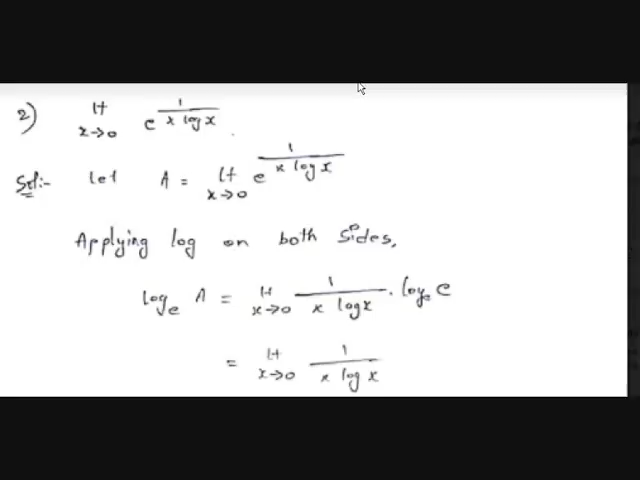 2) lt x→0 e^(1/(x log x)).
Sol:- Let A = lt x→0 e^(1/(x log x))
Applying log on both sides,
log_e A = lt x→0 1/(x log x) . log_e e
= lt x→0 1/(x log x)